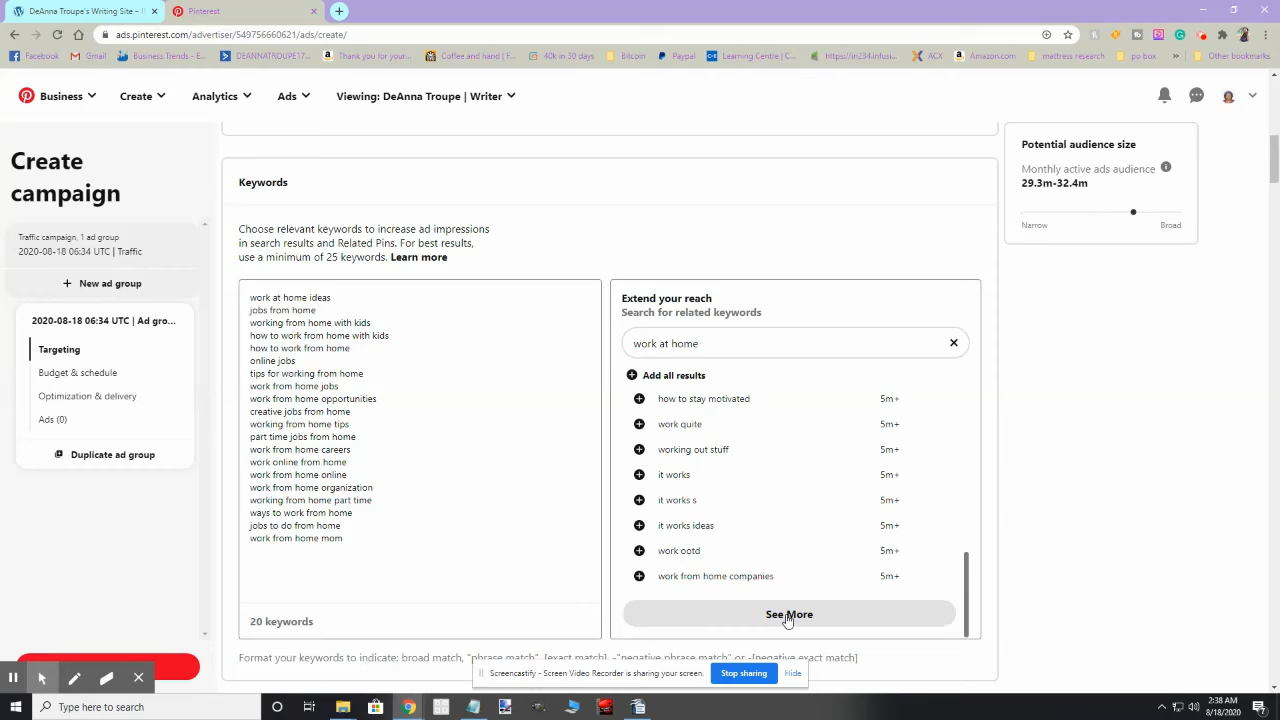 DeAnna Troupe's Writing Site – I
Pinterest
ads.pinterest.com/advertiser/549756660621/ads/create/
Facebook
Gmail
Business Trends - E...
DEANNATROUPE17...
Thank you for your...
Coffee and hand | F...
40k in 30 days
Bitcoin
Paypal
Learning Centre | C...
https://in234.infusi...
ACX
Amazon.com
mattress research
po box
Other bookmarks
Business
Create
Analytics
Ads
Viewing: DeAnna Troupe | Writer
Create
campaign
Traffic campaign, 1 ad group
2020-08-18 06:34 UTC | Traffic
New ad group
2020-08-18 06:34 UTC | Ad gro...
Targeting
Budget & schedule
Optimization & delivery
Ads (0)
Duplicate ad group
Keywords
Choose relevant keywords to increase ad impressions
in search results and Related Pins. For best results,
use a minimum of 25 keywords. Learn more
work at home ideas
jobs from home
working from home with kids
how to work from home with kids
how to work from home
online jobs
tips for working from home
work from home jobs
work from home opportunities
creative jobs from home
working from home tips
part time jobs from home
work from home careers
work online from home
work from home online
work from home organization
working from home part time
ways to work from home
jobs to do from home
work from home mom
20 keywords
Extend your reach
Search for related keywords
work at home
Add all results
how to stay motivated 5m+
work quite 5m+
working out stuff 5m+
it works 5m+
it works s 5m+
it works ideas 5m+
work ootd 5m+
work from home companies 5m+
See More
Format your keywords to indicate: broad match, "phrase match", [exact match], -"negative phrase match" or -[negative exact match]
Potential audience size
Monthly active ads audience
29.3m-32.4m
Narrow
Broad
Screencastify - Screen Video Recorder is sharing your screen.
Stop sharing
Hide
Type here to search
2:38 AM
8/18/2020